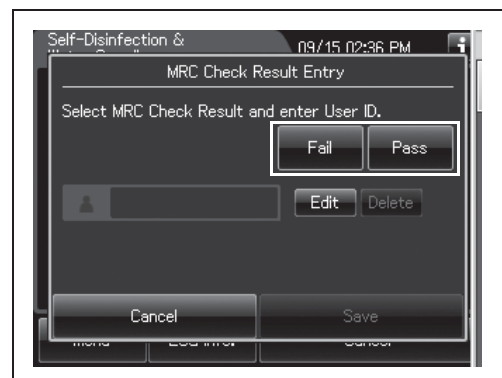 Self-Disinfection &
09/15 02:36 PM
MRC Check Result Entry
Select MRC Check Result and enter User ID.
Fail Pass
Edit Delete
Cancel Save